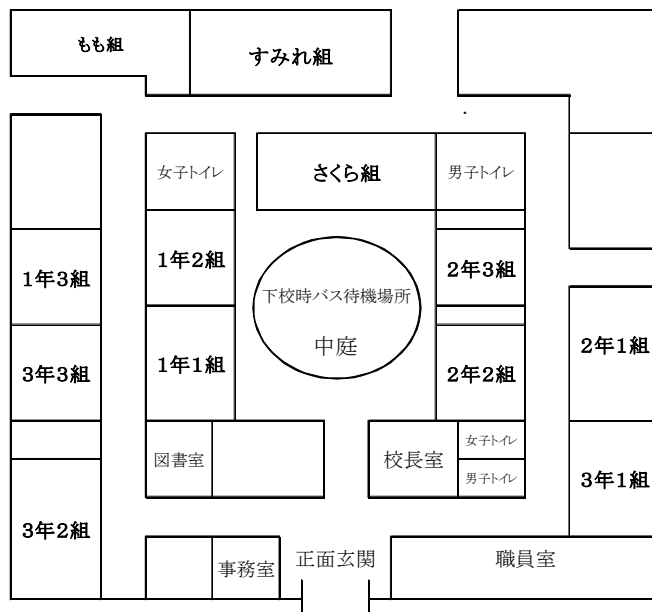 もも組
すみれ組
女子トイレ
さくら組
男子トイレ
1年3組
1年2組
2年3組
下校時バス待機場所
中庭
3年3組
1年1組
2年2組
2年1組
図書室
校長室
女子トイレ
男子トイレ
3年1組
3年2組
事務室
正面玄関
職員室